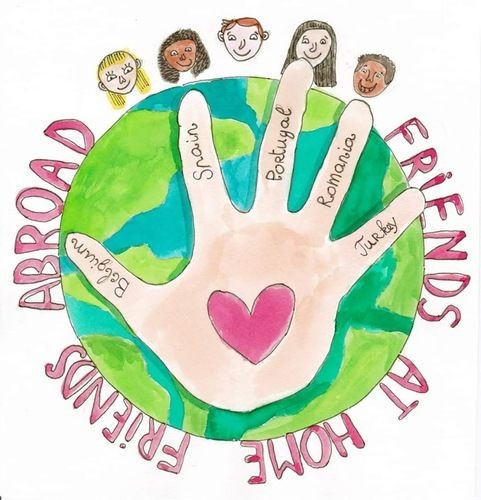 FRiENDS
AT HOME
FRiENDS
ABROAD
Belgium
Spain
Portugal
Romania
Turkey